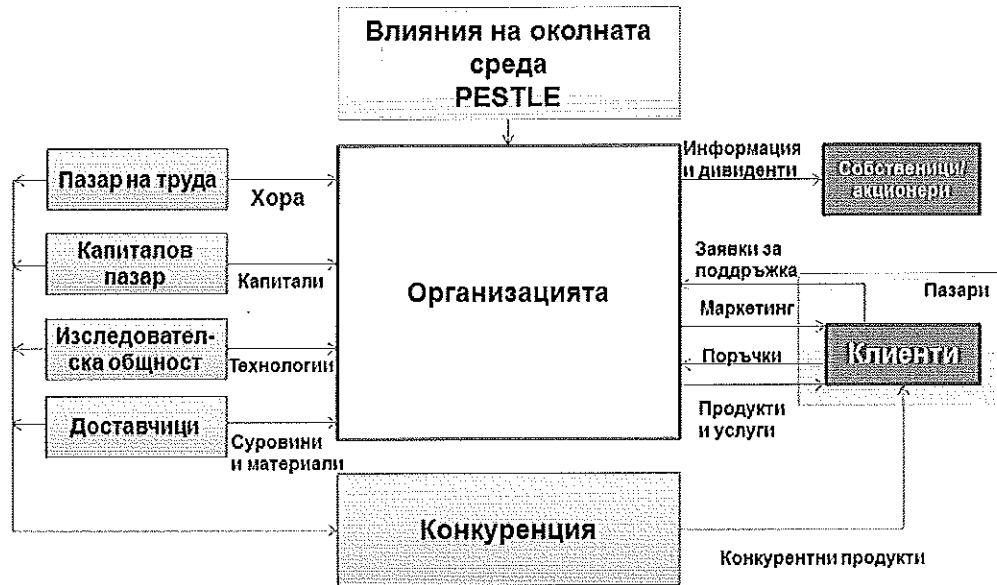 Влияния на околната
среда
PESTLE
Информация
и дивиденти
Собственици/
акционери
Пазар на труда
Хора
Капиталов
пазар
Капитали
Изследовател-
ска общност
Технологии
Доставчици
Суровини
и материали
Организацията
Заявки за
поддръжка
Пазари
Маркетинг
Клиенти
Поръчки
Продукти
и услуги
Конкуренция
Конкурентни продукти